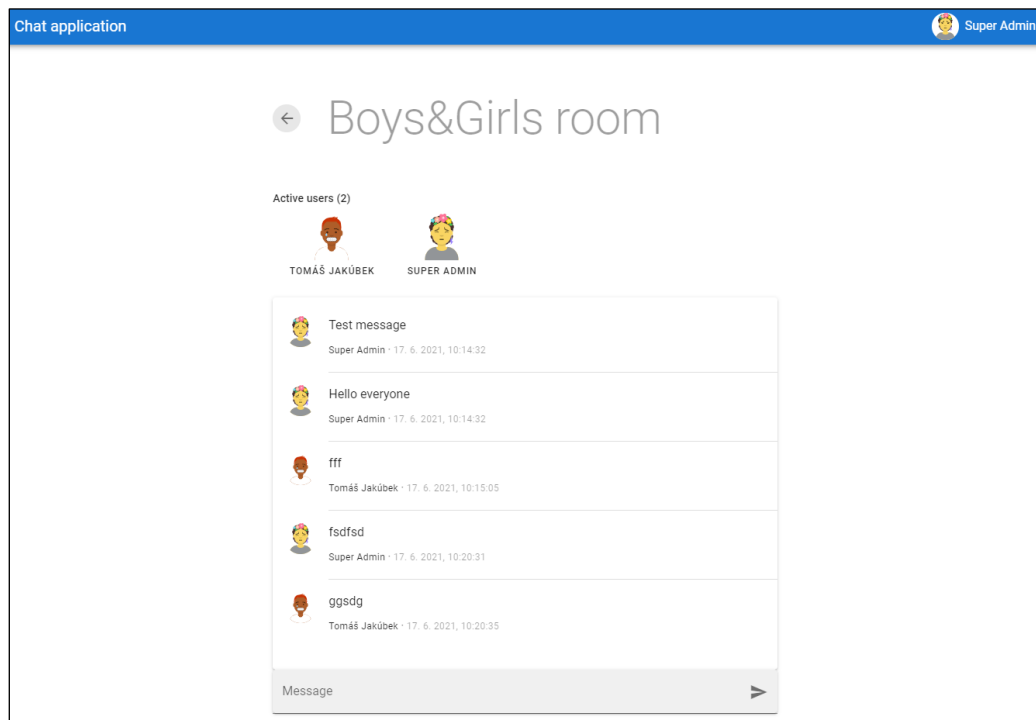 Chat application
Super Admin
Boys&Girls room
Active users (2)
TOMÁŠ JAKÚBEK
SUPER ADMIN
Test message
Super Admin · 17. 6. 2021, 10:14:32
Hello everyone
Super Admin · 17. 6. 2021, 10:14:32
fff
Tomáš Jakúbek · 17. 6. 2021, 10:15:05
fsdfsd
Super Admin · 17. 6. 2021, 10:20:31
ggsdg
Tomáš Jakúbek · 17. 6. 2021, 10:20:35
Message